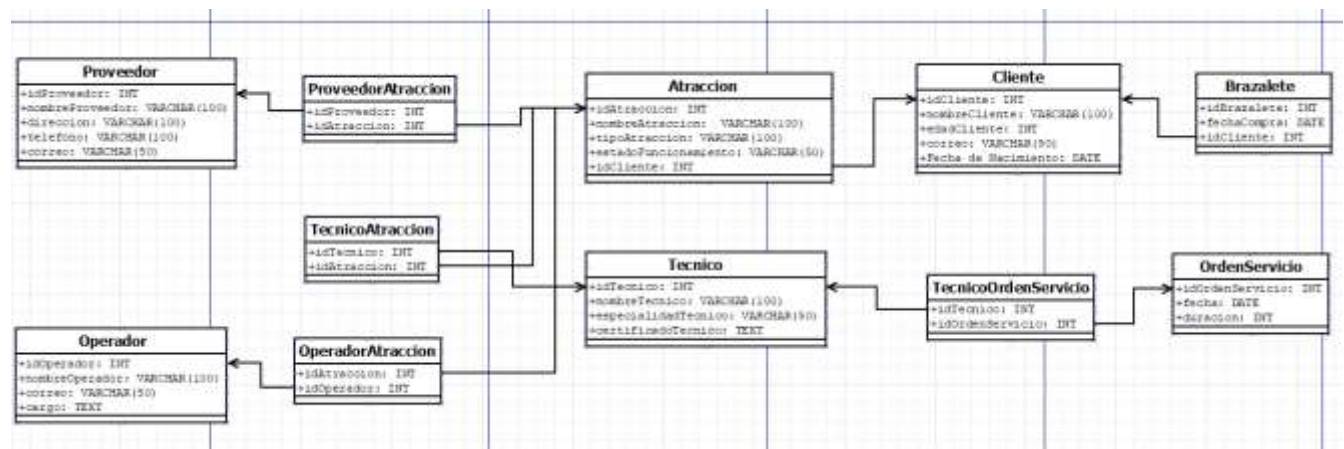 Proveedor
+idProveedor: INT
+nombreProveedor: VARCHAR(100)
+direccion: VARCHAR(100)
+telefono: VARCHAR(100)
+correo: VARCHAR(50)
ProveedorAtraccion
+idProveedor: INT
+idAtraccion: INT
Atraccion
+idAtraccion: INT
+nombreAtraccion: VARCHAR(100)
+tipoAtraccion: VARCHAR(100)
+estadoFuncionamiento: VARCHAR(50)
+idCliente: INT
Cliente
+idCliente: INT
+nombreCliente: VARCHAR(100)
+edadCliente: INT
+correo: VARCHAR(50)
+Fecha de Nacimiento: DATE
Brazalete
+idBrazalete: INT
+fechaCompra: DATE
+idCliente: INT
TecnicoAtraccion
+idTecnico: INT
+idAtraccion: INT
Tecnico
+idTecnico: INT
+nombreTecnico: VARCHAR(100)
+especialidadTecnico: VARCHAR(50)
+certificadoTecnico: TEXT
TecnicoOrdenServicio
+idTecnico: INT
+idOrdenServicio: INT
OrdenServicio
+idOrdenServicio: INT
+fecha: DATE
+duracion: INT
Operador
+idOperador: INT
+nombreOperador: VARCHAR(100)
+correo: VARCHAR(50)
+cargo: TEXT
OperadorAtraccion
+idAtraccion: INT
+idOperador: INT